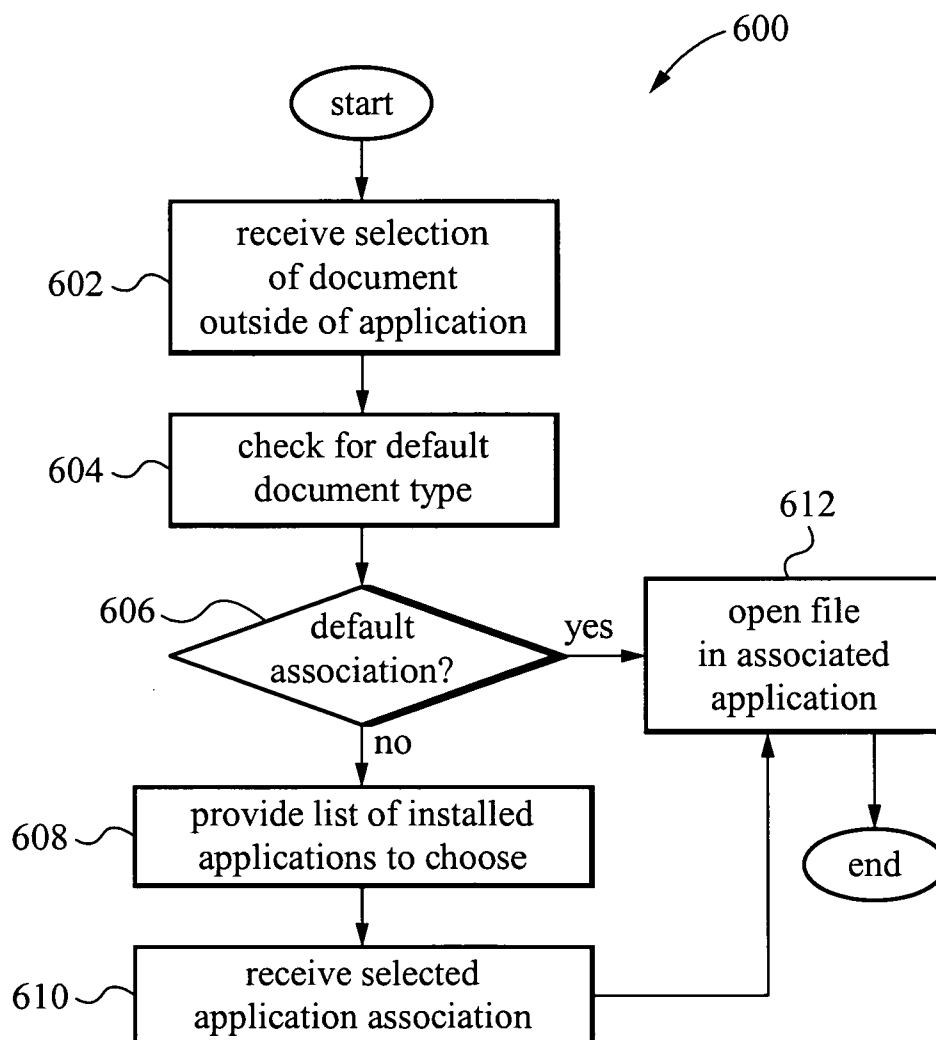 600
start
receive selection
of document
outside of application
602
check for default
document type
604
606
default
association?
yes
no
612
open file
in associated
application
608
provide list of installed
applications to choose
end
610
receive selected
application association